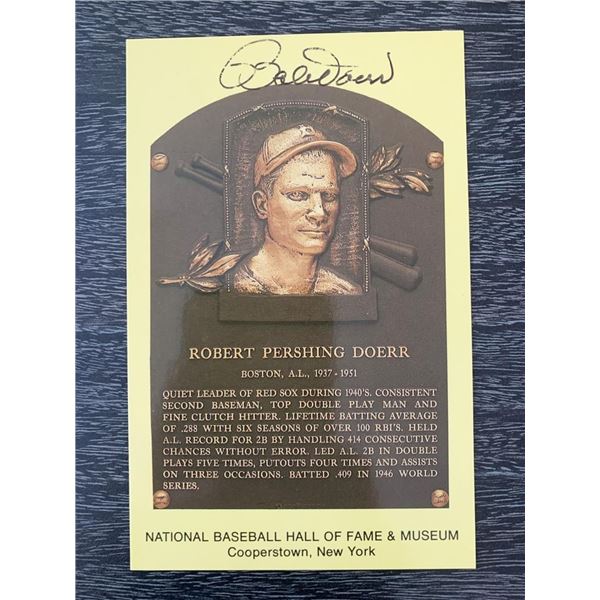 Bob Doerr
B
ROBERT PERSHING DOERR
BOSTON, A.L., 1937 - 1951
QUIET LEADER OF RED SOX DURING 1940'S. CONSISTENT
SECOND BASEMAN, TOP DOUBLE PLAY MAN AND
FINE CLUTCH HITTER. LIFETIME BATTING AVERAGE
OF .288 WITH SIX SEASONS OF OVER 100 RBI'S. HELD
A.L. RECORD FOR 2B BY HANDLING 414 CONSECUTIVE
CHANCES WITHOUT ERROR. LED A.L. 2B IN DOUBLE
PLAYS FIVE TIMES, PUTOUTS FOUR TIMES AND ASSISTS
ON THREE OCCASIONS. BATTED .409 IN 1946 WORLD
SERIES.
NATIONAL BASEBALL HALL OF FAME & MUSEUM
Cooperstown, New York